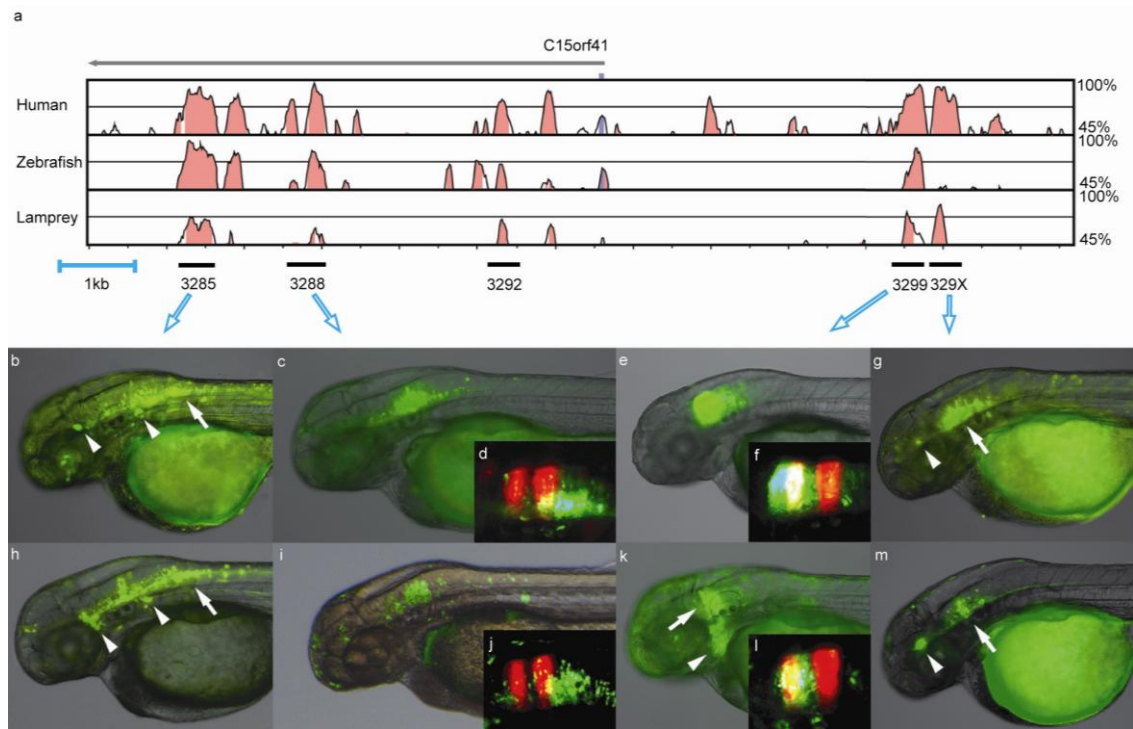 a
C15orf41
Human
100%
45%
Zebrafish
100%
45%
Lamprey
100%
45%
1kb
3285
3288
3292
3299
329X
b
c
d
e
f
g
h
i
j
k
l
m